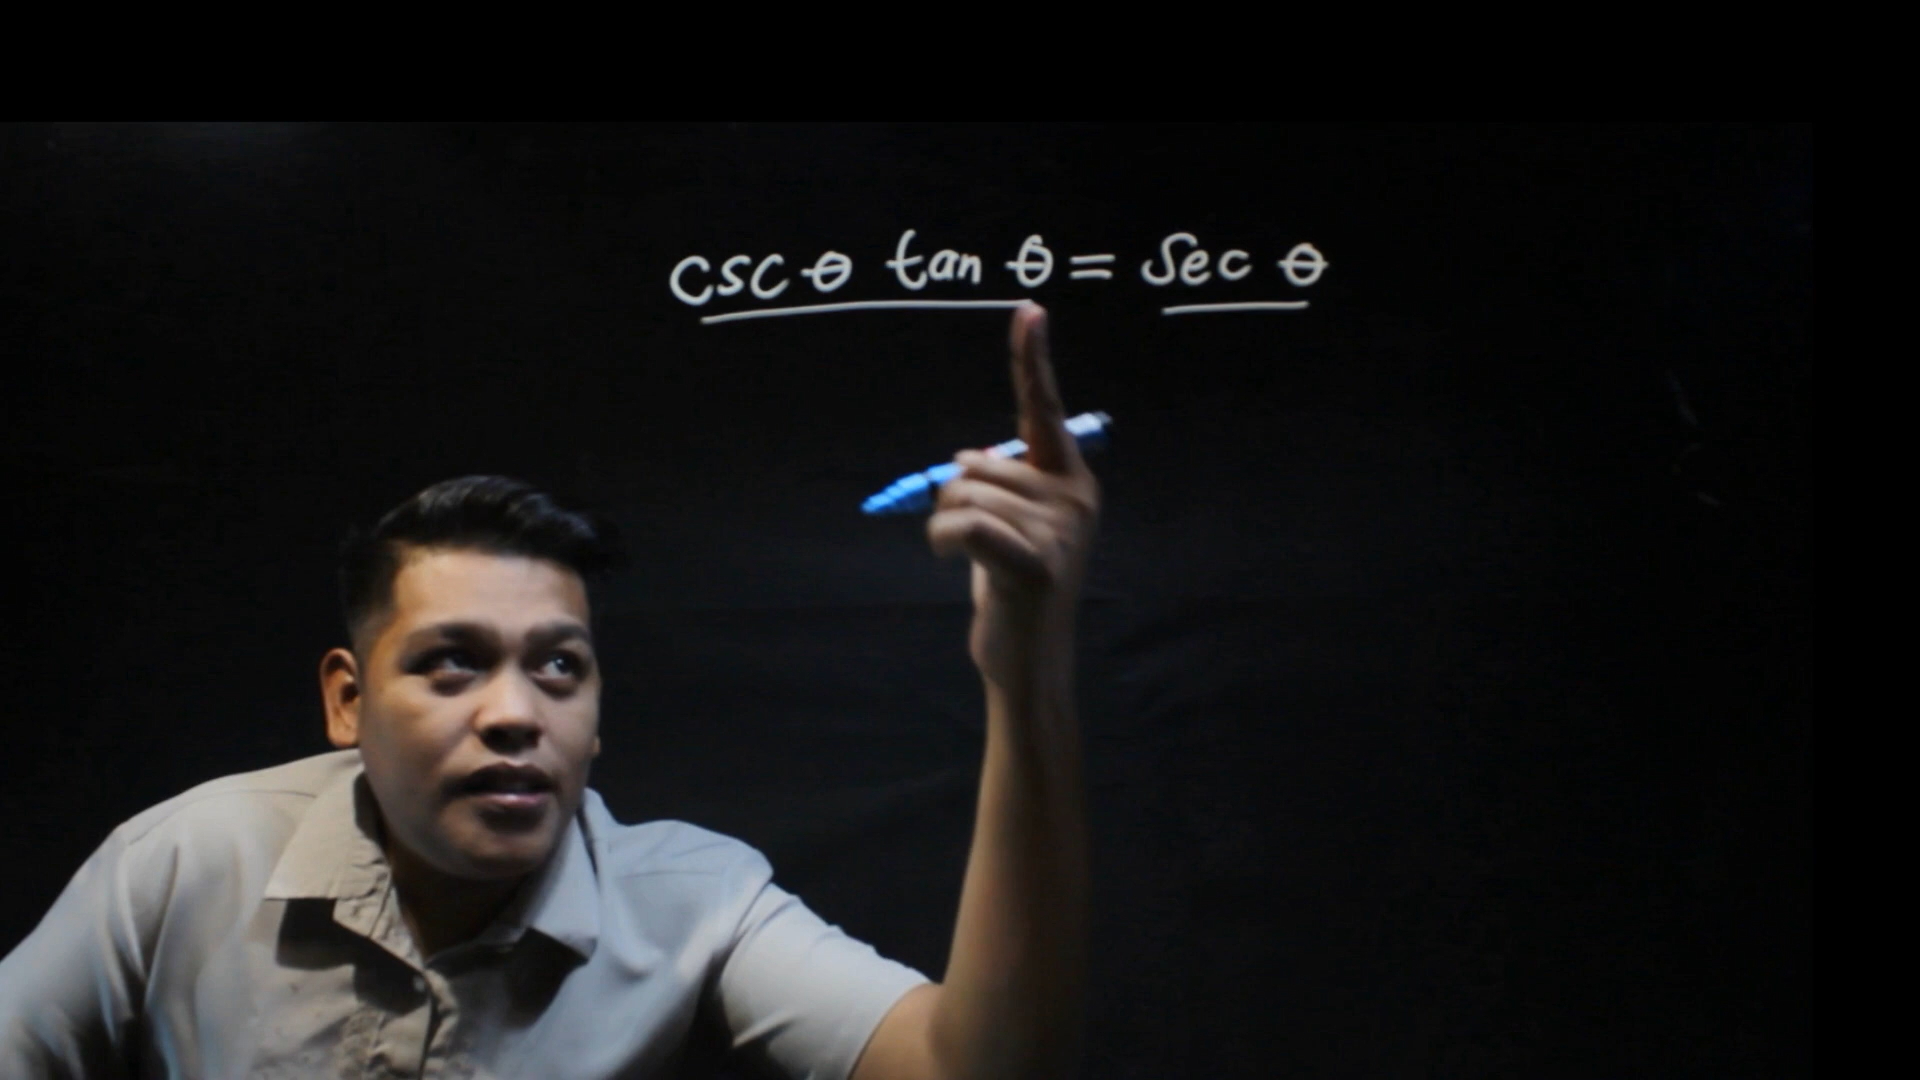 csc θ tan θ = sec θ